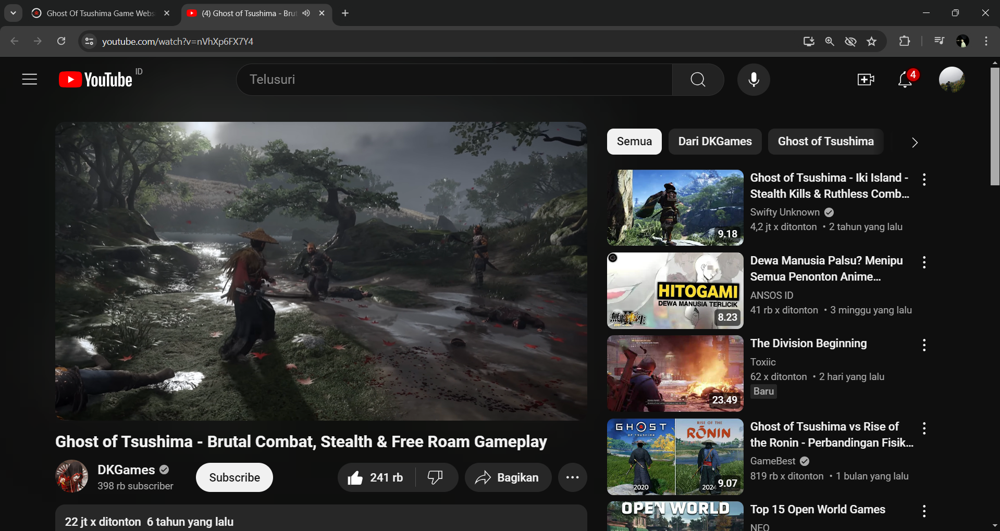 Ghost Of Tsushima Game Webs
(4) Ghost of Tsushima - Brut
youtube.com/watch?v=nVhXp6FX7Y4
YouTube ID
Telusuri
4
Semua
Dari DKGames
Ghost of Tsushima
Ghost of Tsushima - Iki Island -
Stealth Kills & Ruthless Comb...
Swifty Unknown
4,2 jt x ditonton • 2 tahun yang lalu
9.18
HITOGAMI
DEWA MANUSIA TERLICIK
8.23
Dewa Manusia Palsu? Menipu
Semua Penonton Anime...
ANSOS ID
41 rb x ditonton • 3 minggu yang lalu
23.49
The Division Beginning
Toxiic
62 x ditonton • 2 hari yang lalu
Baru
GHOST
OF TSUSHIMA
2020
RISE OF THE
RŌNIN
2024
9.07
Ghost of Tsushima vs Rise of
the Ronin - Perbandingan Fisik...
GameBest
819 rb x ditonton • 1 bulan yang lalu
OPEN WORLD
Top 15 Open World Games
NEO
Ghost of Tsushima - Brutal Combat, Stealth & Free Roam Gameplay
DKGames
398 rb subscriber
Subscribe
241 rb
Bagikan
22 jt x ditonton 6 tahun yang lalu